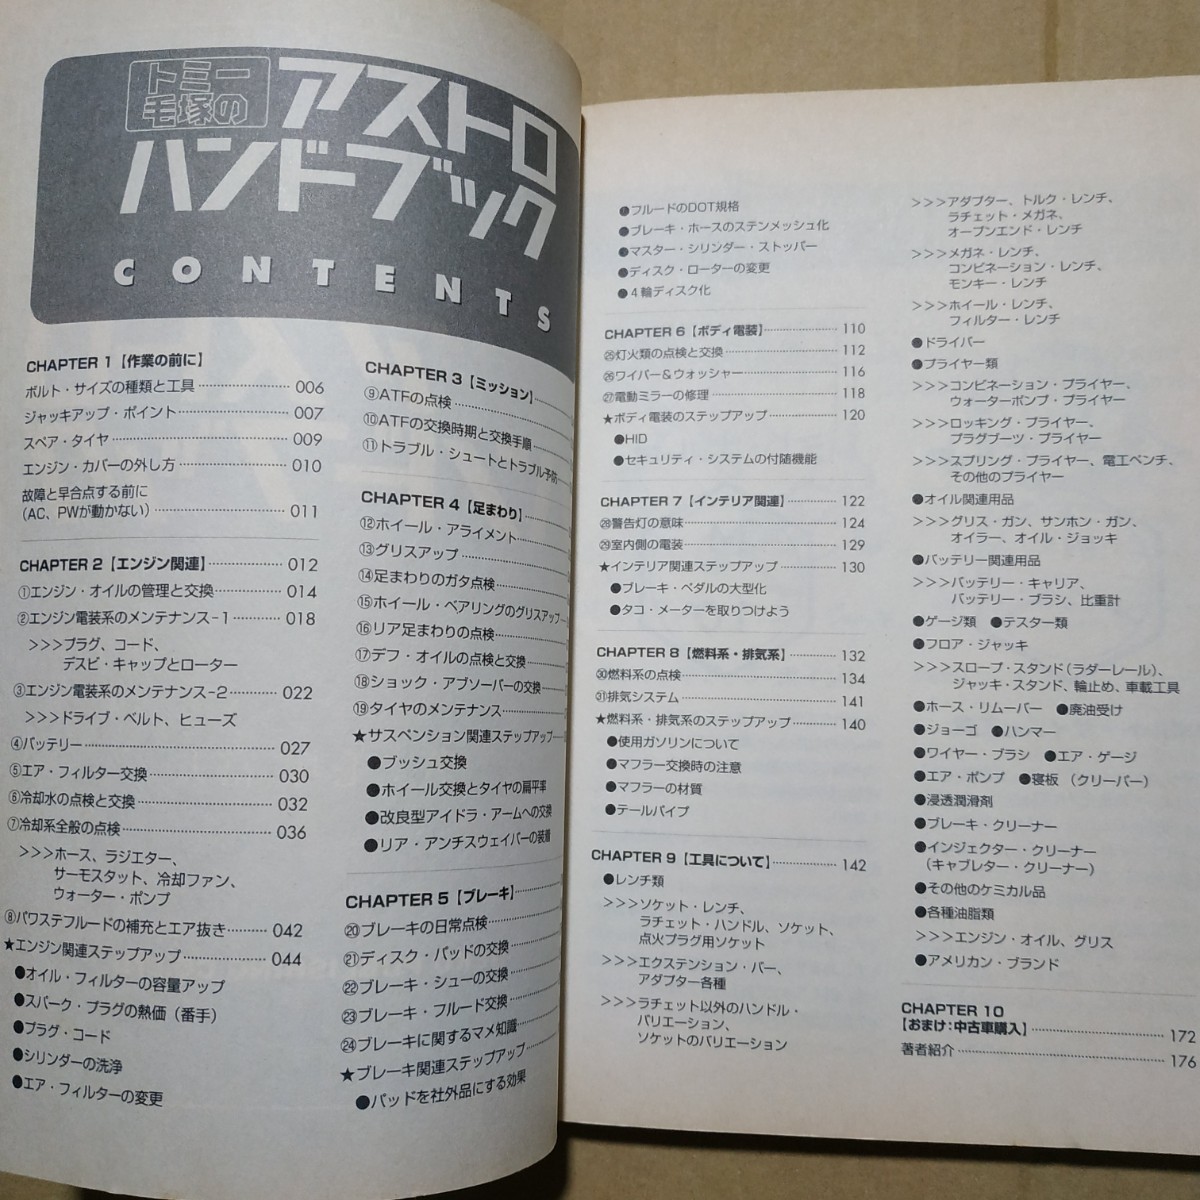 トミー
毛塚の
アストロ
ハンドブック
CONTENTS
CHAPTER 1【作業の前に】
ボルト・サイズの種類と工具 006
ジャッキアップ・ポイント 007
スペア・タイヤ 009
エンジン・カバーの外し方 010
故障と早合点する前に
(AC、PWが動かない) 011
CHAPTER 2【エンジン関連】 012
①エンジン・オイルの管理と交換 014
②エンジン電装系のメンテナンス-1 018
>>>プラグ、コード、
デスビ・キャップとローター
③エンジン電装系のメンテナンス-2 022
>>>ドライブ・ベルト、ヒューズ
④バッテリー 027
⑤エア・フィルター交換 030
⑥冷却水の点検と交換 032
⑦冷却系全般の点検 036
>>>ホース、ラジエター、
サーモスタット、冷却ファン、
ウォーター・ポンプ
⑧パワステフルードの補充とエア抜き 042
★エンジン関連ステップアップ 044
●オイル・フィルターの容量アップ
●スパーク・プラグの熱価（番手）
●プラグ・コード
●シリンダーの洗浄
●エア・フィルターの変更
CHAPTER 3【ミッション】
⑨ATFの点検
⑩ATFの交換時期と交換手順
⑪トラブル・シュートとトラブル予防
CHAPTER 4【足まわり】
⑫ホイール・アライメント
⑬グリスアップ
⑭足まわりのガタ点検
⑮ホイール・ベアリングのグリスアップ
⑯リア足まわりの点検
⑰デフ・オイルの点検と交換
⑱ショック・アブソーバーの交換
⑲タイヤのメンテナンス
★サスペンション関連ステップアップ
●ブッシュ交換
●ホイール交換とタイヤの扁平率
●改良型アイドラ・アームへの交換
●リア・アンチスウェイバーの装着
CHAPTER 5【ブレーキ】
⑳ブレーキの日常点検
㉑ディスク・パッドの交換
㉒ブレーキ・シューの交換
㉓ブレーキ・フルード交換
㉔ブレーキに関するマメ知識
★ブレーキ関連ステップアップ
●パッドを社外品にする効果
●フルードのDOT規格
●ブレーキ・ホースのステンメッシュ化
●マスター・シリンダー・ストッパー
●ディスク・ローターの変更
●4輪ディスク化
CHAPTER 6【ボディ電装】 110
㉕灯火類の点検と交換 112
㉖ワイパー&ウォッシャー 116
㉗電動ミラーの修理 118
★ボディ電装のステップアップ 120
●HID
●セキュリティ・システムの付随機能
CHAPTER 7【インテリア関連】 122
㉘警告灯の意味 124
㉙室内側の電装 129
★インテリア関連ステップアップ 130
●ブレーキ・ペダルの大型化
●タコ・メーターを取りつけよう
CHAPTER 8【燃料系・排気系】 132
㉚燃料系の点検 134
㉛排気システム 141
★燃料系・排気系のステップアップ 140
●使用ガソリンについて
●マフラー交換時の注意
●マフラーの材質
●テールパイプ
CHAPTER 9【工具について】 142
●レンチ類
>>>ソケット・レンチ、
ラチェット・ハンドル、ソケット、
点火プラグ用ソケット
>>>エクステンション・バー、
アダプター各種
>>>ラチェット以外のハンドル・
バリエーション、
ソケットのバリエーション
>>>アダプター、トルク・レンチ、
ラチェット・メガネ、
オープンエンド・レンチ
>>>メガネ・レンチ、
コンビネーション・レンチ、
モンキー・レンチ
>>>ホイール・レンチ、
フィルター・レンチ
●ドライバー
●プライヤー類
>>>コンビネーション・プライヤー、
ウォーターポンプ・プライヤー
>>>ロッキング・プライヤー、
プラグブーツ・プライヤー
>>>スプリング・プライヤー、電工ペンチ、
その他のプライヤー
●オイル関連用品
>>>グリス・ガン、サンホン・ガン、
オイラー、オイル・ジョッキ
●バッテリー関連用品
>>>バッテリー・キャリア、
バッテリー・ブラシ、比重計
●ゲージ類 ●テスター類
●フロア・ジャッキ
>>>スロープ・スタンド(ラダーレール)、
ジャッキ・スタンド、輪止め、車載工具
●ホース・リムーバー ●廃油受け
●ジョーゴ ●ハンマー
●ワイヤー・ブラシ ●エア・ゲージ
●エア・ポンプ ●寝板（クリーパー）
●浸透潤滑剤
●ブレーキ・クリーナー
●インジェクター・クリーナー
(キャブレター・クリーナー)
●その他のケミカル品
●各種油脂類
>>>エンジン・オイル、グリス
●アメリカン・ブランド
CHAPTER 10
【おまけ：中古車購入】 172
著者紹介 176